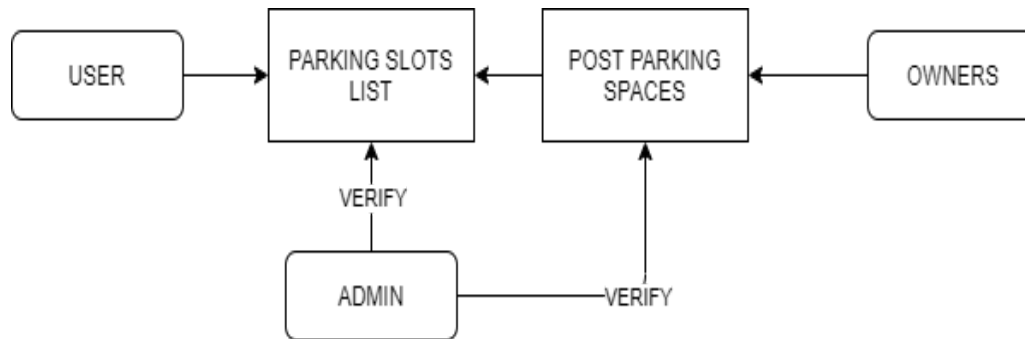 USER
PARKING SLOTS
LIST
POST PARKING
SPACES
OWNERS
VERIFY
ADMIN
VERIFY